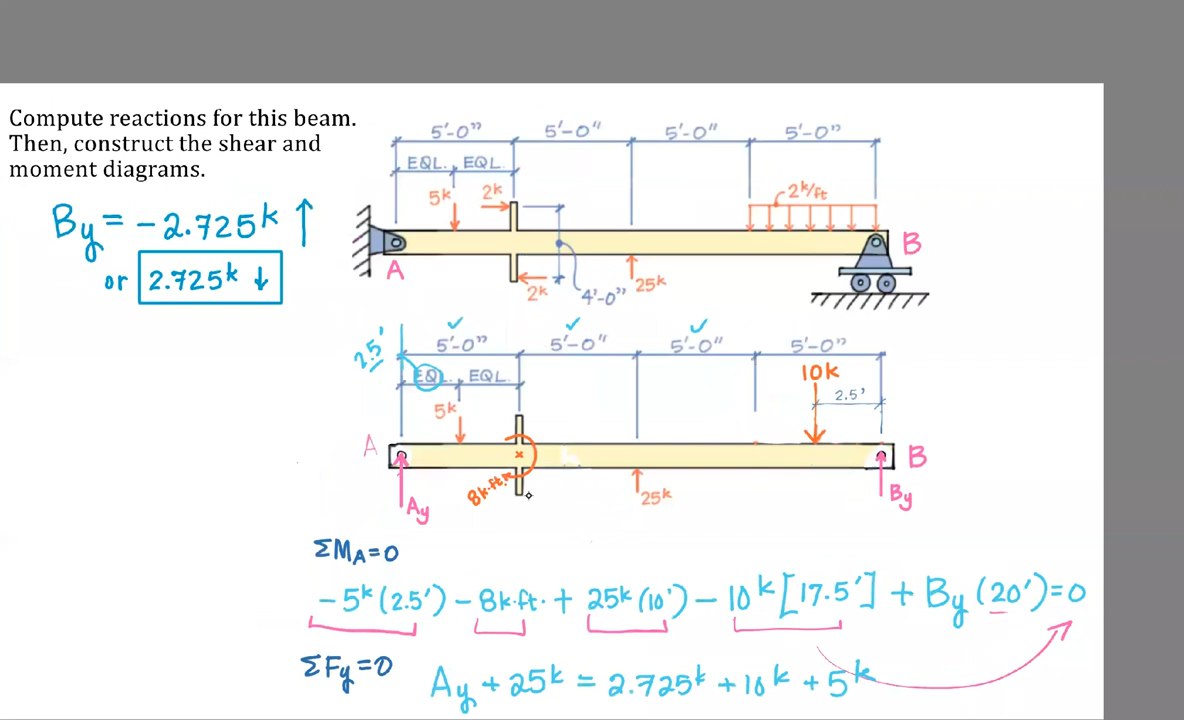 Compute reactions for this beam.
Then, construct the shear and
moment diagrams.
By = -2.725k ↑
or 2.725k ↓
5'-0" 5'-0" 5'-0" 5'-0"
EQL. EQL.
5k 2k 2k/ft
A B
2k 4'-0" 25k
2.5' 5'-0" 5'-0" 5'-0" 5'-0"
EQL. EQL. 10k
5k 2.5'
A B
8k·ft. 25k
Ay By
ΣMA=0
-5k(2.5') - 8k·ft. + 25k(10') - 10k[17.5'] + By(20')=0
ΣFy=0 Ay + 25k = 2.725k + 10k + 5k